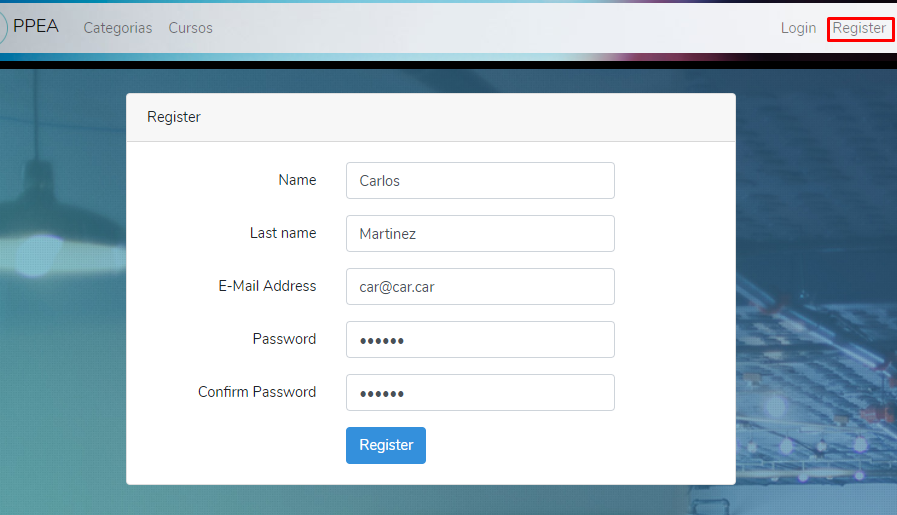 PPEA Categorias Cursos Login Register
Register
Name Carlos
Last name Martinez
E-Mail Address car@car.car
Password ••••••
Confirm Password ••••••
Register